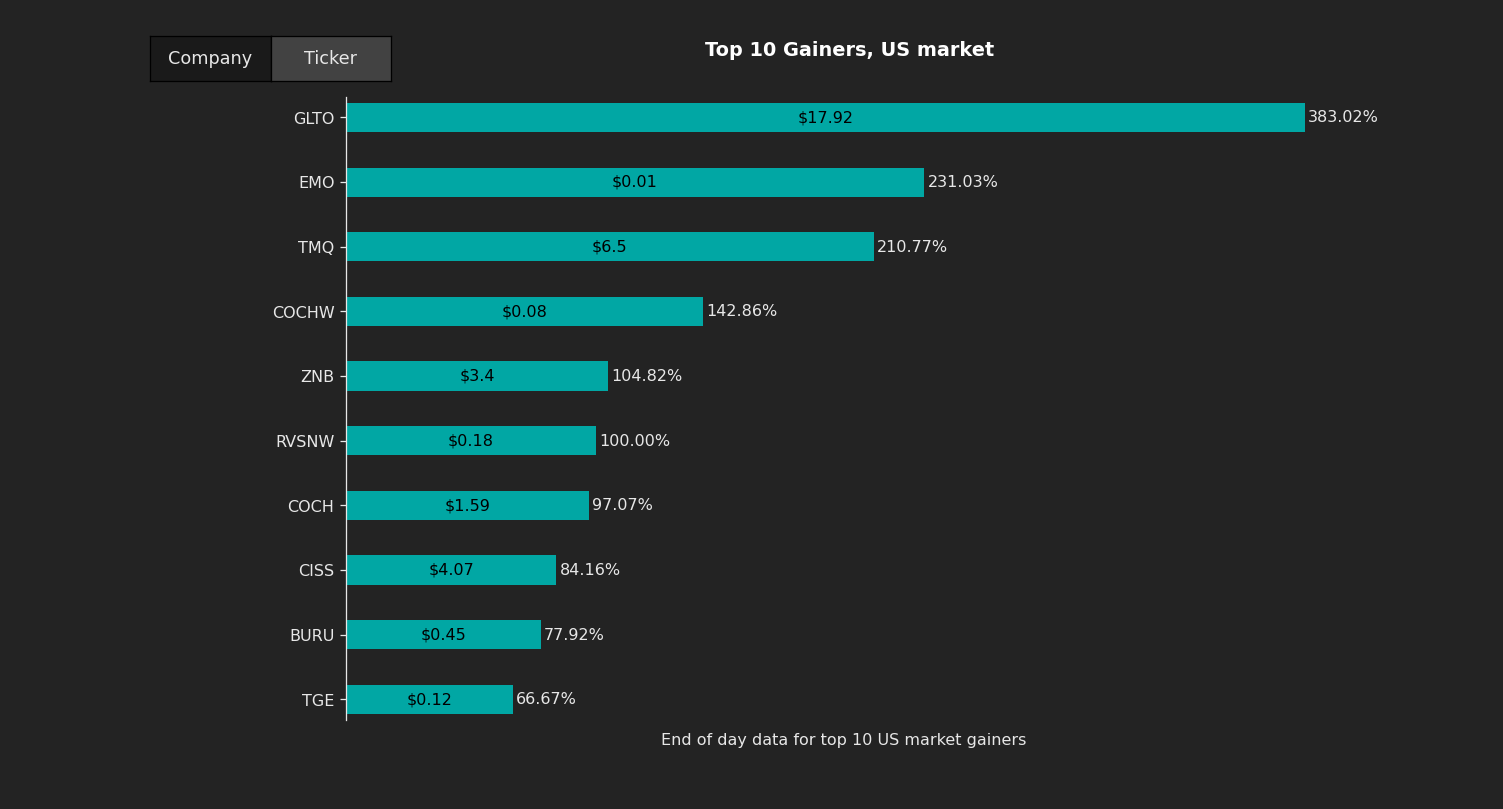 Company Ticker
Top 10 Gainers, US market
GLTO $17.92 383.02%
EMO $0.01 231.03%
TMQ $6.5 210.77%
COCHW $0.08 142.86%
ZNB $3.4 104.82%
RVSNW $0.18 100.00%
COCH $1.59 97.07%
CISS $4.07 84.16%
BURU $0.45 77.92%
TGE $0.12 66.67%
End of day data for top 10 US market gainers